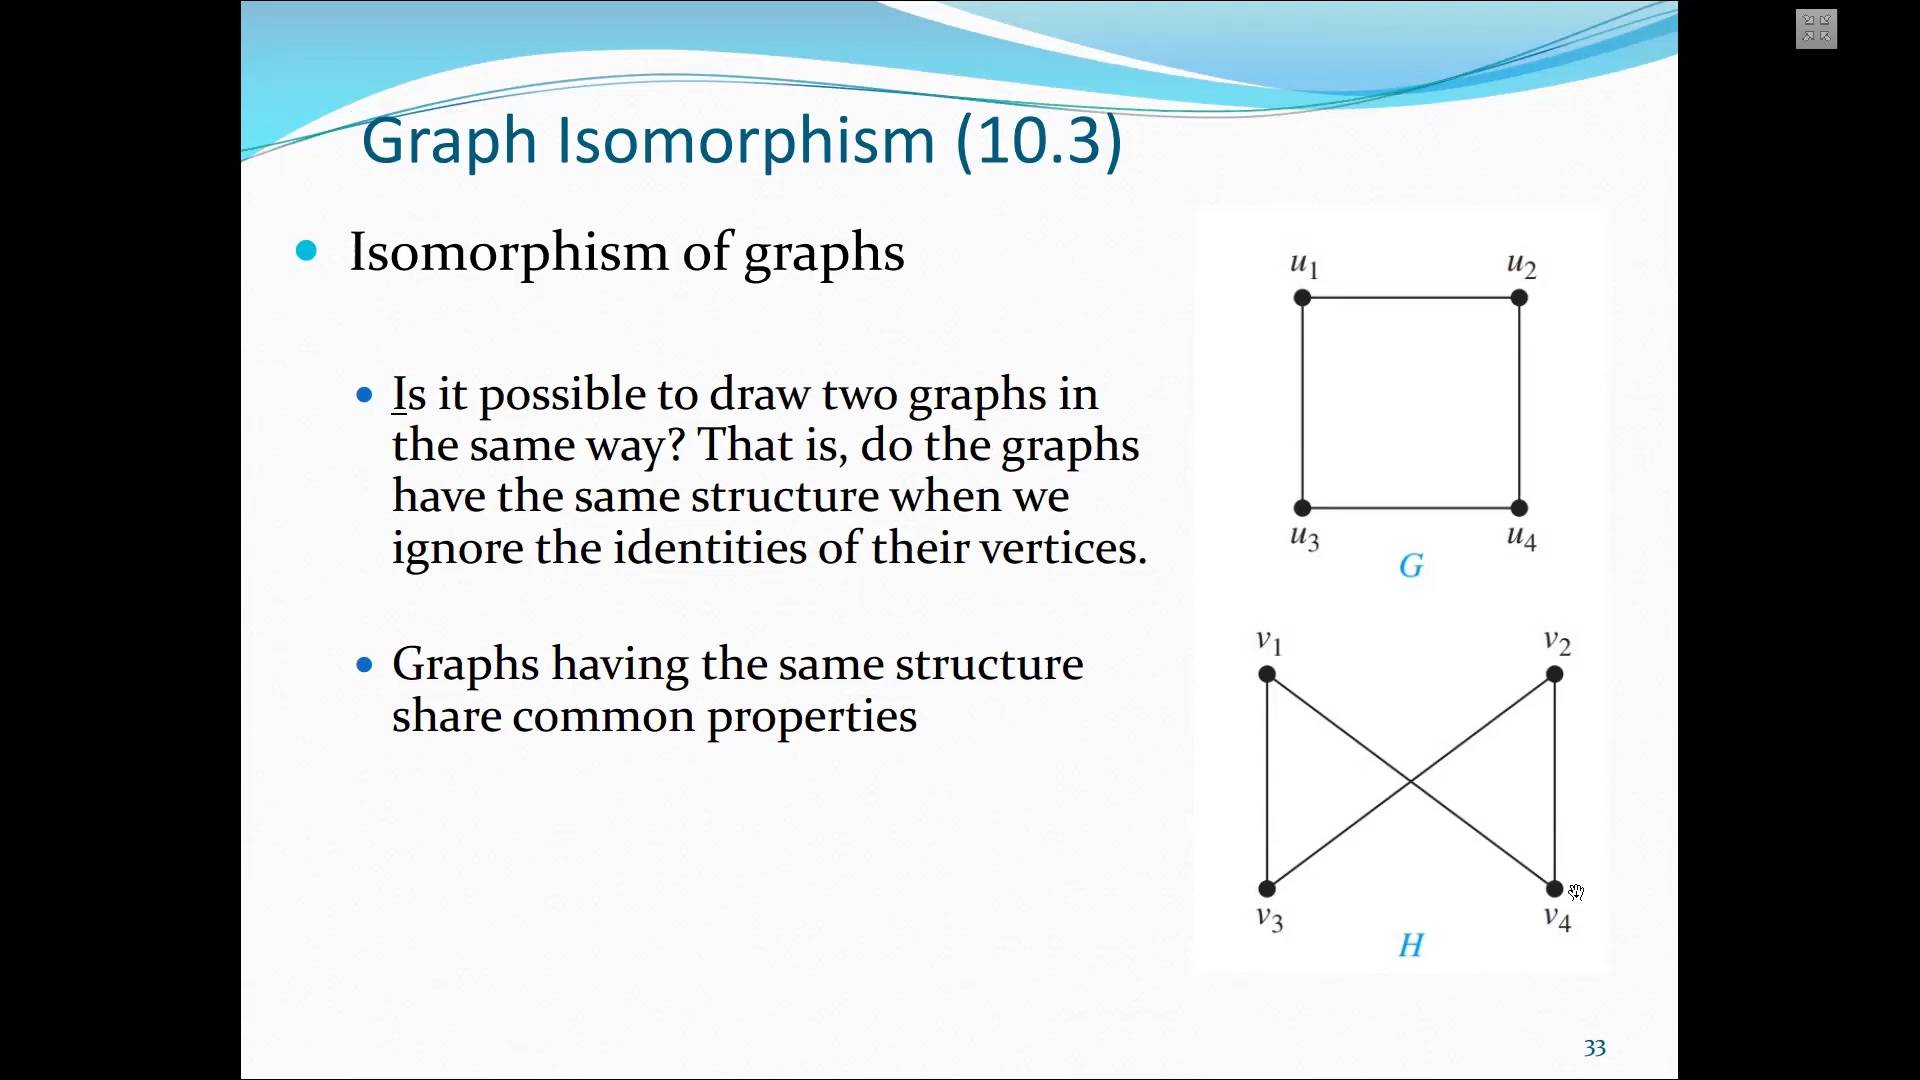 Graph Isomorphism (10.3)
Isomorphism of graphs
Is it possible to draw two graphs in
the same way? That is, do the graphs
have the same structure when we
ignore the identities of their vertices.
Graphs having the same structure
share common properties
u1 u2
u3 u4
G
v1 v2
v3 v4
H
33